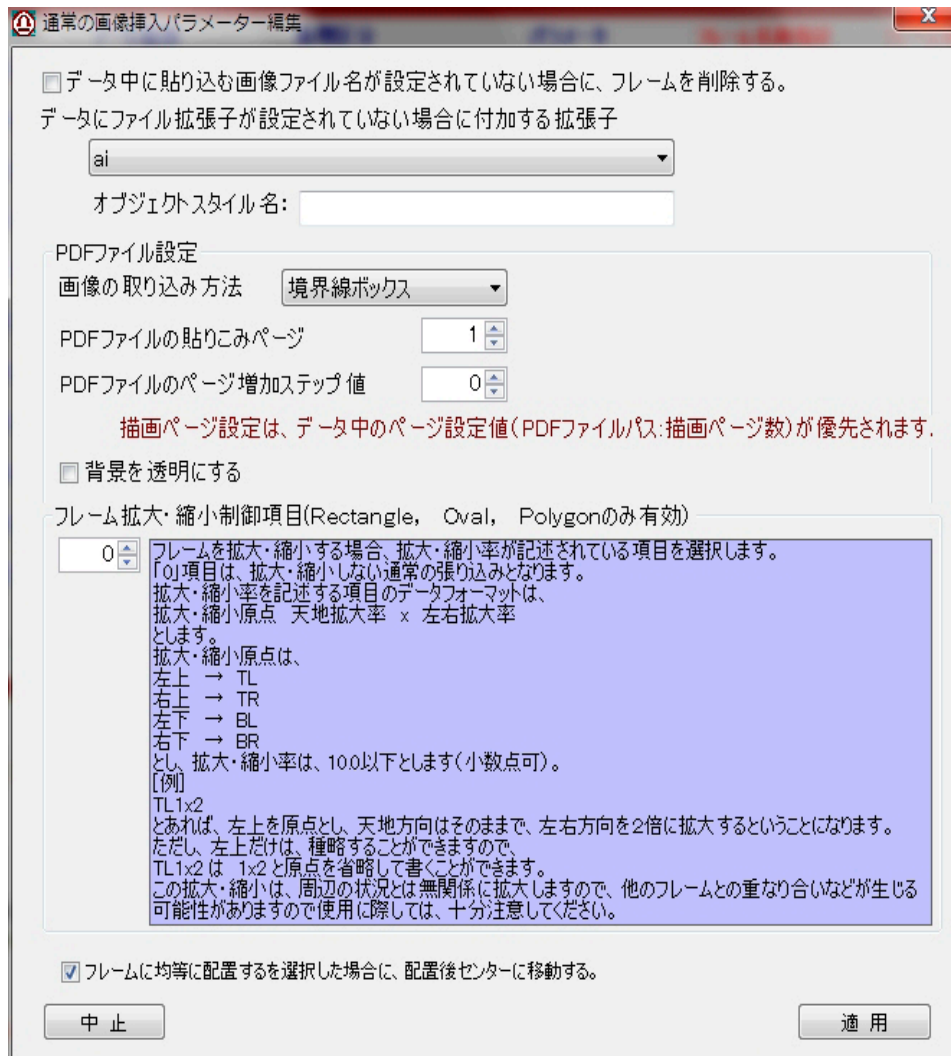 通常の画像挿入パラメーター編集
データ中に貼り込む画像ファイル名が設定されていない場合に、フレームを削除する。
データにファイル拡張子が設定されていない場合に付加する拡張子
ai
オブジェクトスタイル名:
PDFファイル設定
画像の取り込み方法 境界線ボックス
PDFファイルの貼りこみページ 1
PDFファイルのページ増加ステップ値 0
描画ページ設定は、データ中のページ設定値(PDFファイルパス:描画ページ数)が優先されます.
背景を透明にする
フレーム拡大・縮小制御項目(Rectangle, Oval, Polygonのみ有効)
0
フレームを拡大・縮小する場合、拡大・縮小率が記述されている項目を選択します。
「0」項目は、拡大・縮小しない通常の張り込みとなります。
拡大・縮小率を記述する項目のデータフォーマットは、
拡大・縮小原点 天地拡大率 x 左右拡大率
とします。
拡大・縮小原点は、
左上 → TL
右上 → TR
左下 → BL
右下 → BR
とし、拡大・縮小率は、10.0以下とします(小数点可)。
[例]
TL1x2
とあれば、左上を原点とし、天地方向はそのままで、左右方向を2倍に拡大するということになります。
ただし、左上だけは、種略することができますので、
TL1x2 は 1x2 と原点を省略して書くことができます。
この拡大・縮小は、周辺の状況とは無関係に拡大しますので、他のフレームとの重なり合いなどが生じる
可能性がありますので使用に際しては、十分注意してください。
フレームに均等に配置するを選択した場合に、配置後センターに移動する。
中 止 適 用